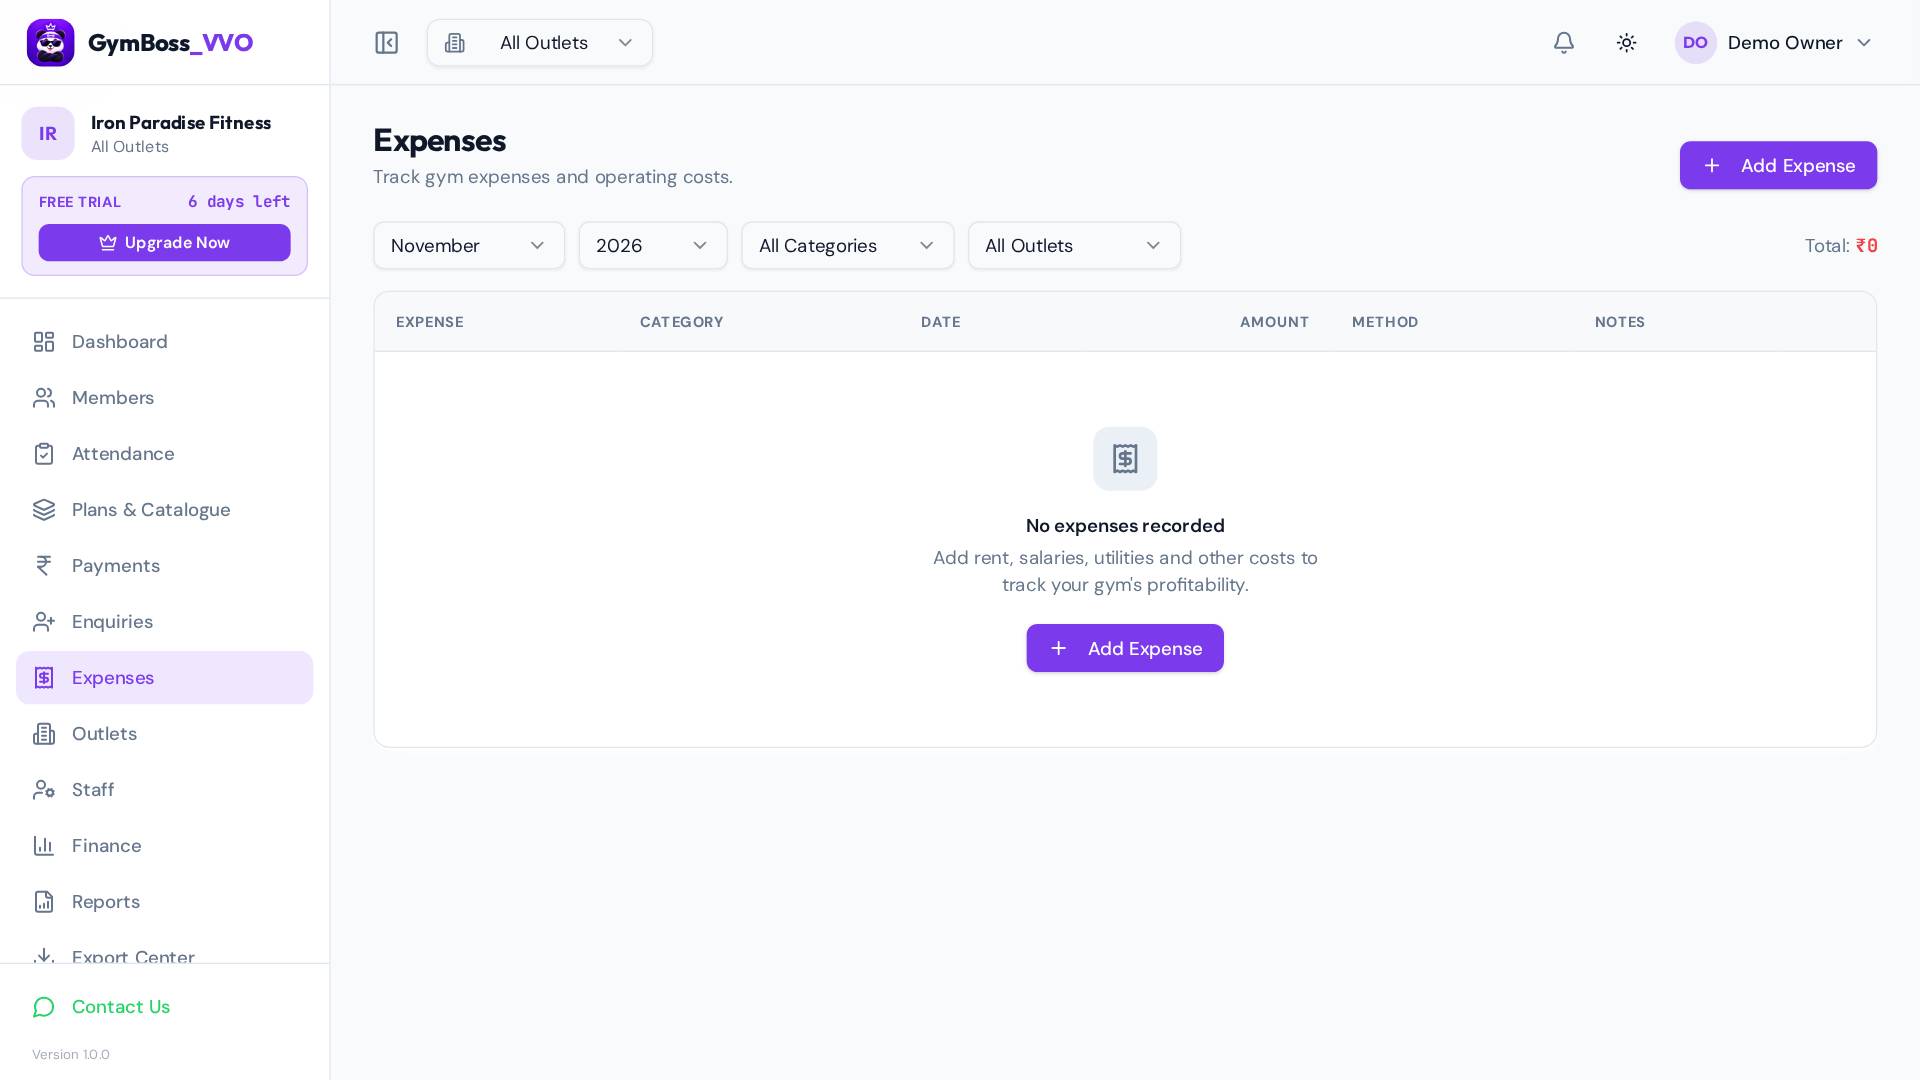 GymBoss_VVO
All Outlets
DO
Demo Owner
IR
Iron Paradise Fitness
All Outlets
FREE TRIAL
6 days left
Upgrade Now
Dashboard
Members
Attendance
Plans & Catalogue
Payments
Enquiries
Expenses
Outlets
Staff
Finance
Reports
Export Center
Contact Us
Version 1.0.0
Expenses
Track gym expenses and operating costs.
Add Expense
November
2026
All Categories
All Outlets
Total: ₹0
EXPENSE
CATEGORY
DATE
AMOUNT
METHOD
NOTES
No expenses recorded
Add rent, salaries, utilities and other costs to
track your gym's profitability.
Add Expense